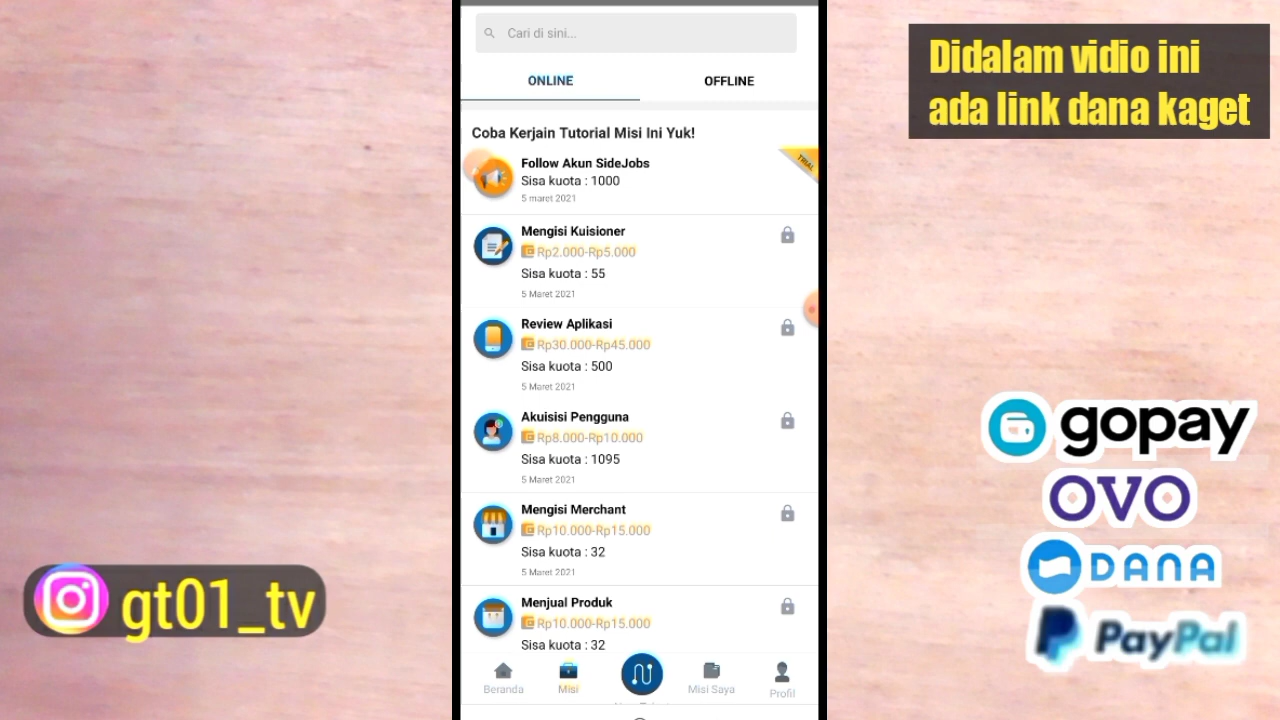 Cari di sini...
ONLINE
OFFLINE
Coba Kerjain Tutorial Misi Ini Yuk!
Follow Akun SideJobs
Sisa kuota : 1000
5 maret 2021
TRIAL
Mengisi Kuisioner
Rp2.000-Rp5.000
Sisa kuota : 55
5 Maret 2021
Review Aplikasi
Rp30.000-Rp45.000
Sisa kuota : 500
5 Maret 2021
Akuisisi Pengguna
Rp8.000-Rp10.000
Sisa kuota : 1095
5 Maret 2021
Mengisi Merchant
Rp10.000-Rp15.000
Sisa kuota : 32
5 Maret 2021
Menjual Produk
Rp10.000-Rp15.000
Sisa kuota : 32
Beranda
Misi
Misi Saya
Profil
Didalam vidio ini
ada link dana kaget
gopay
OVO
DANA
PayPal
gt01_tv